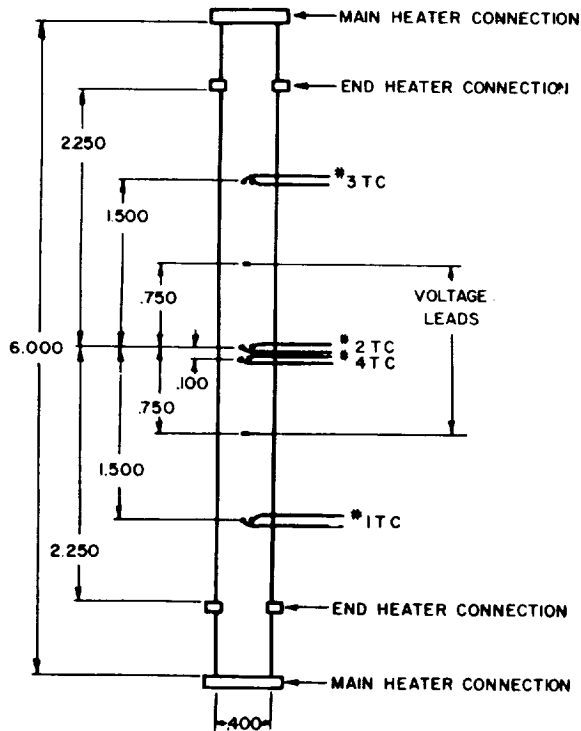 MAIN HEATER CONNECTION
END HEATER CONNECTION
2.250
*3 TC
1.500
.750
VOLTAGE
LEADS
6.000
*2 TC
*4 TC
.100
.750
1.500
*1 TC
2.250
END HEATER CONNECTION
MAIN HEATER CONNECTION
.400